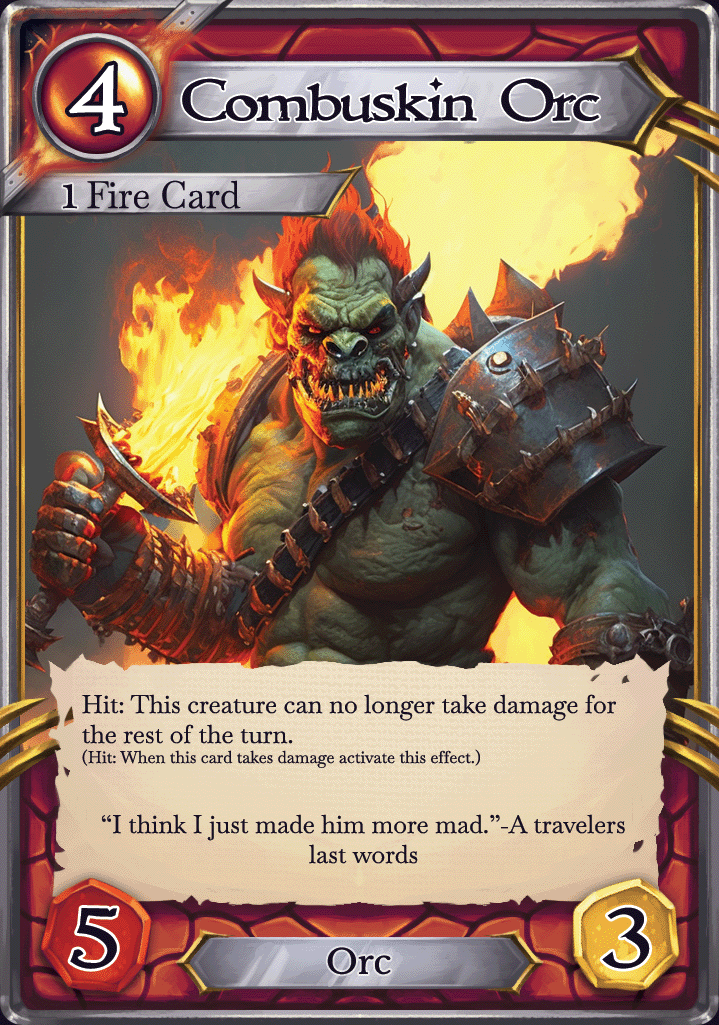 4
Combuskin Orc
1 Fire Card
Hit: This creature can no longer take damage for
the rest of the turn.
(Hit: When this card takes damage activate this effect.)
“I think I just made him more mad.”-A travelers
last words
5
Orc
3